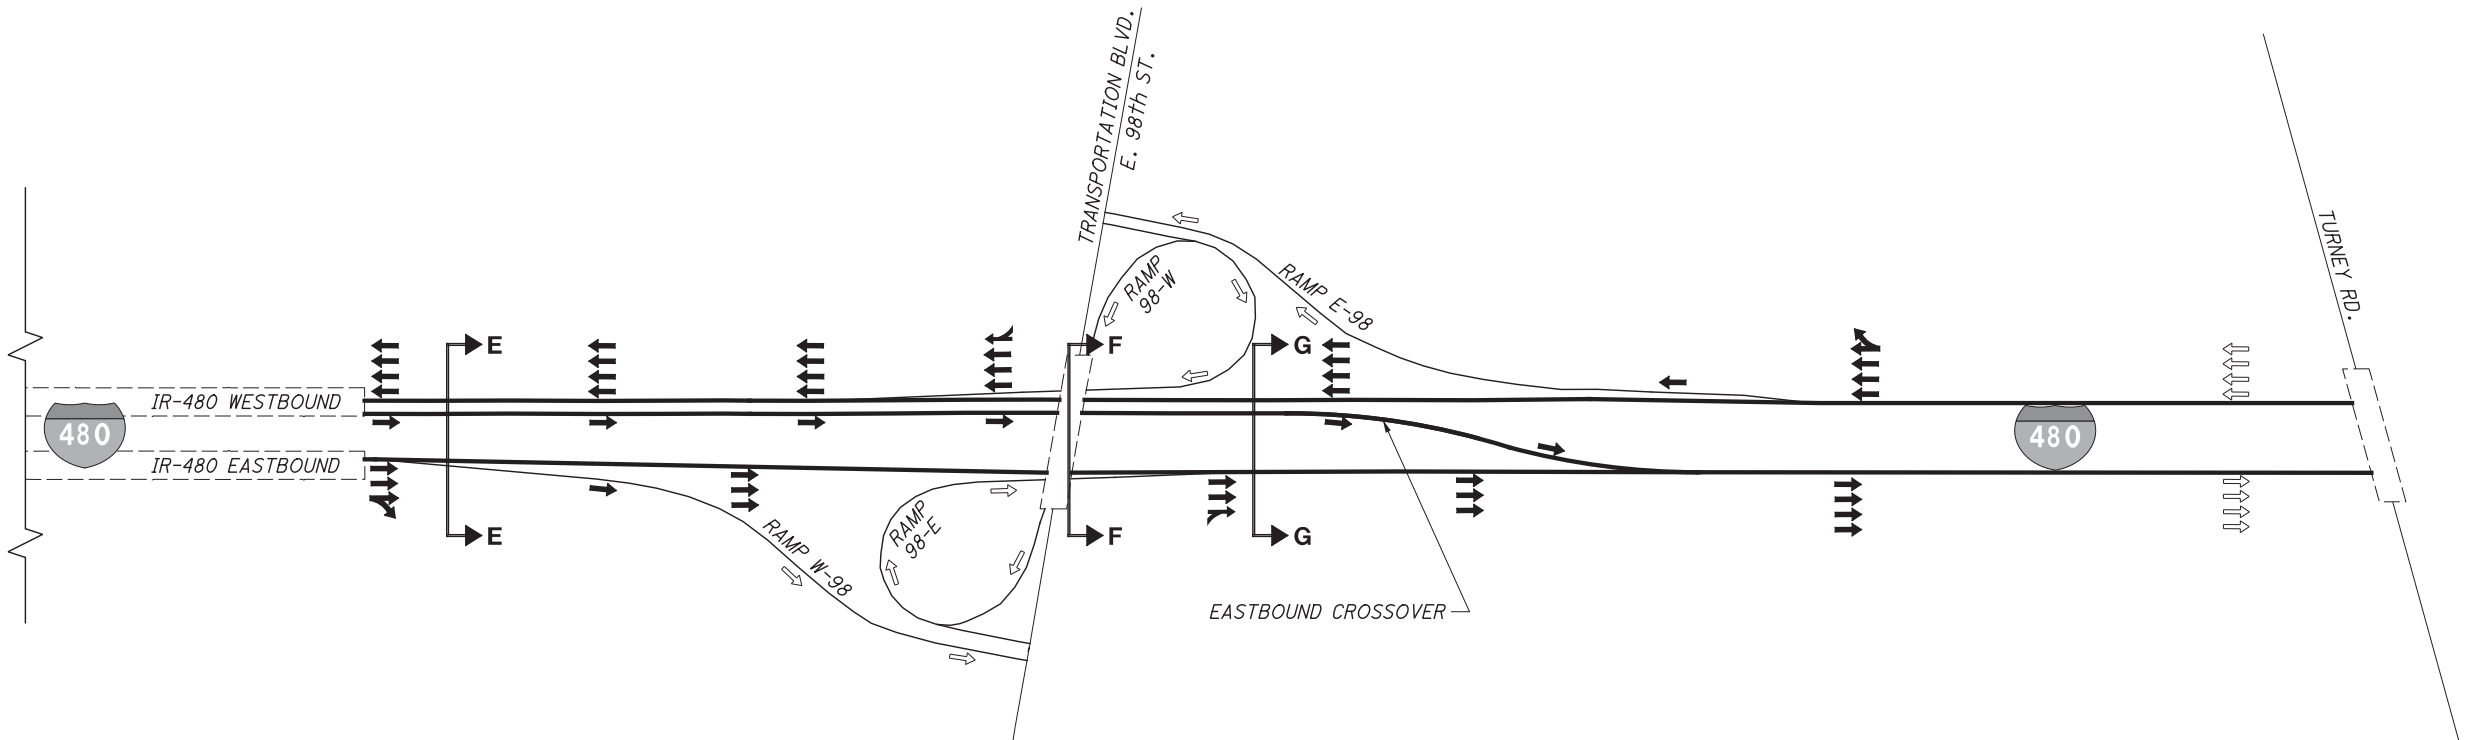 TRANSPORTATION BLVD.
E. 98th ST.
TURNEY RD.
RAMP
98-W
RAMP E-98
E
F
G
IR-480 WESTBOUND
480
IR-480 EASTBOUND
480
RAMP
98-E
RAMP W-98
E
F
G
EASTBOUND CROSSOVER